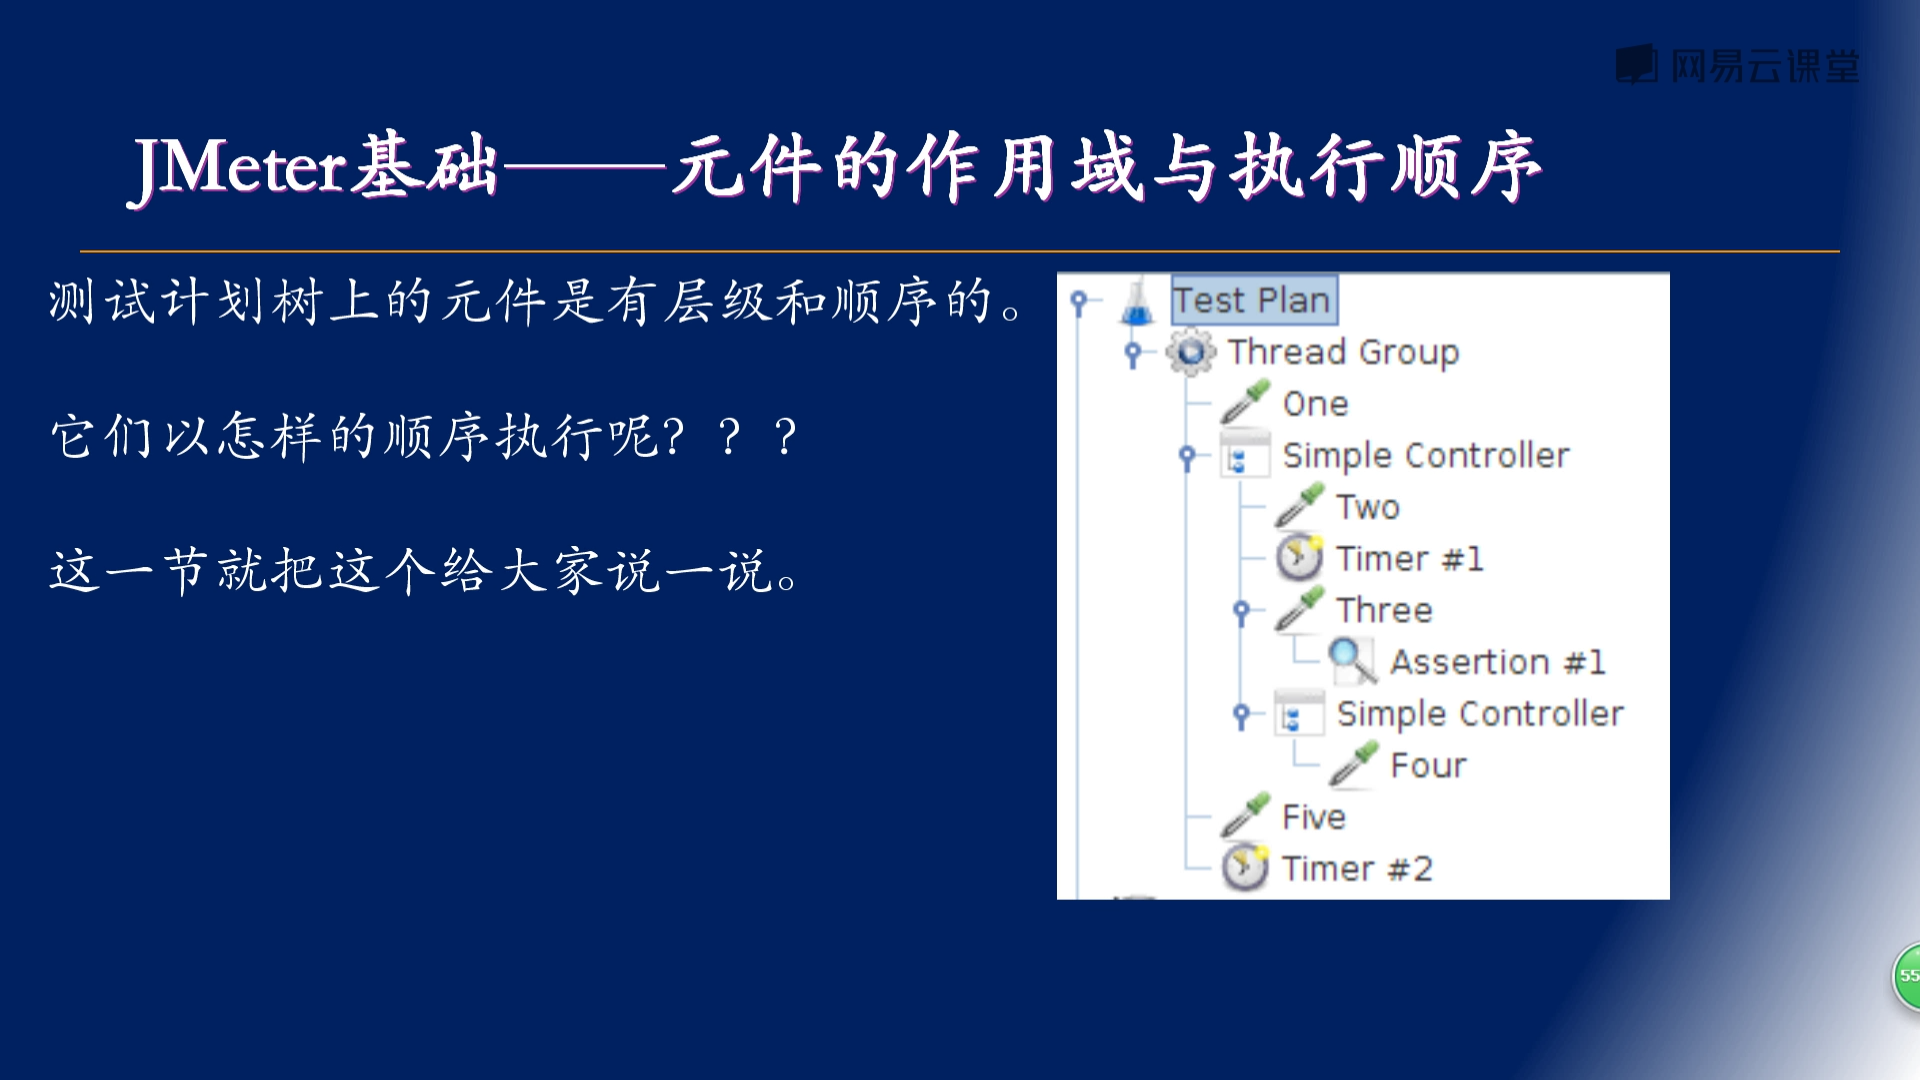 网易云课堂
JMeter基础——元件的作用域与执行顺序
测试计划树上的元件是有层级和顺序的。
它们以怎样的顺序执行呢？？？
这一节就把这个给大家说一说。
Test Plan
Thread Group
One
Simple Controller
Two
Timer #1
Three
Assertion #1
Simple Controller
Four
Five
Timer #2
55